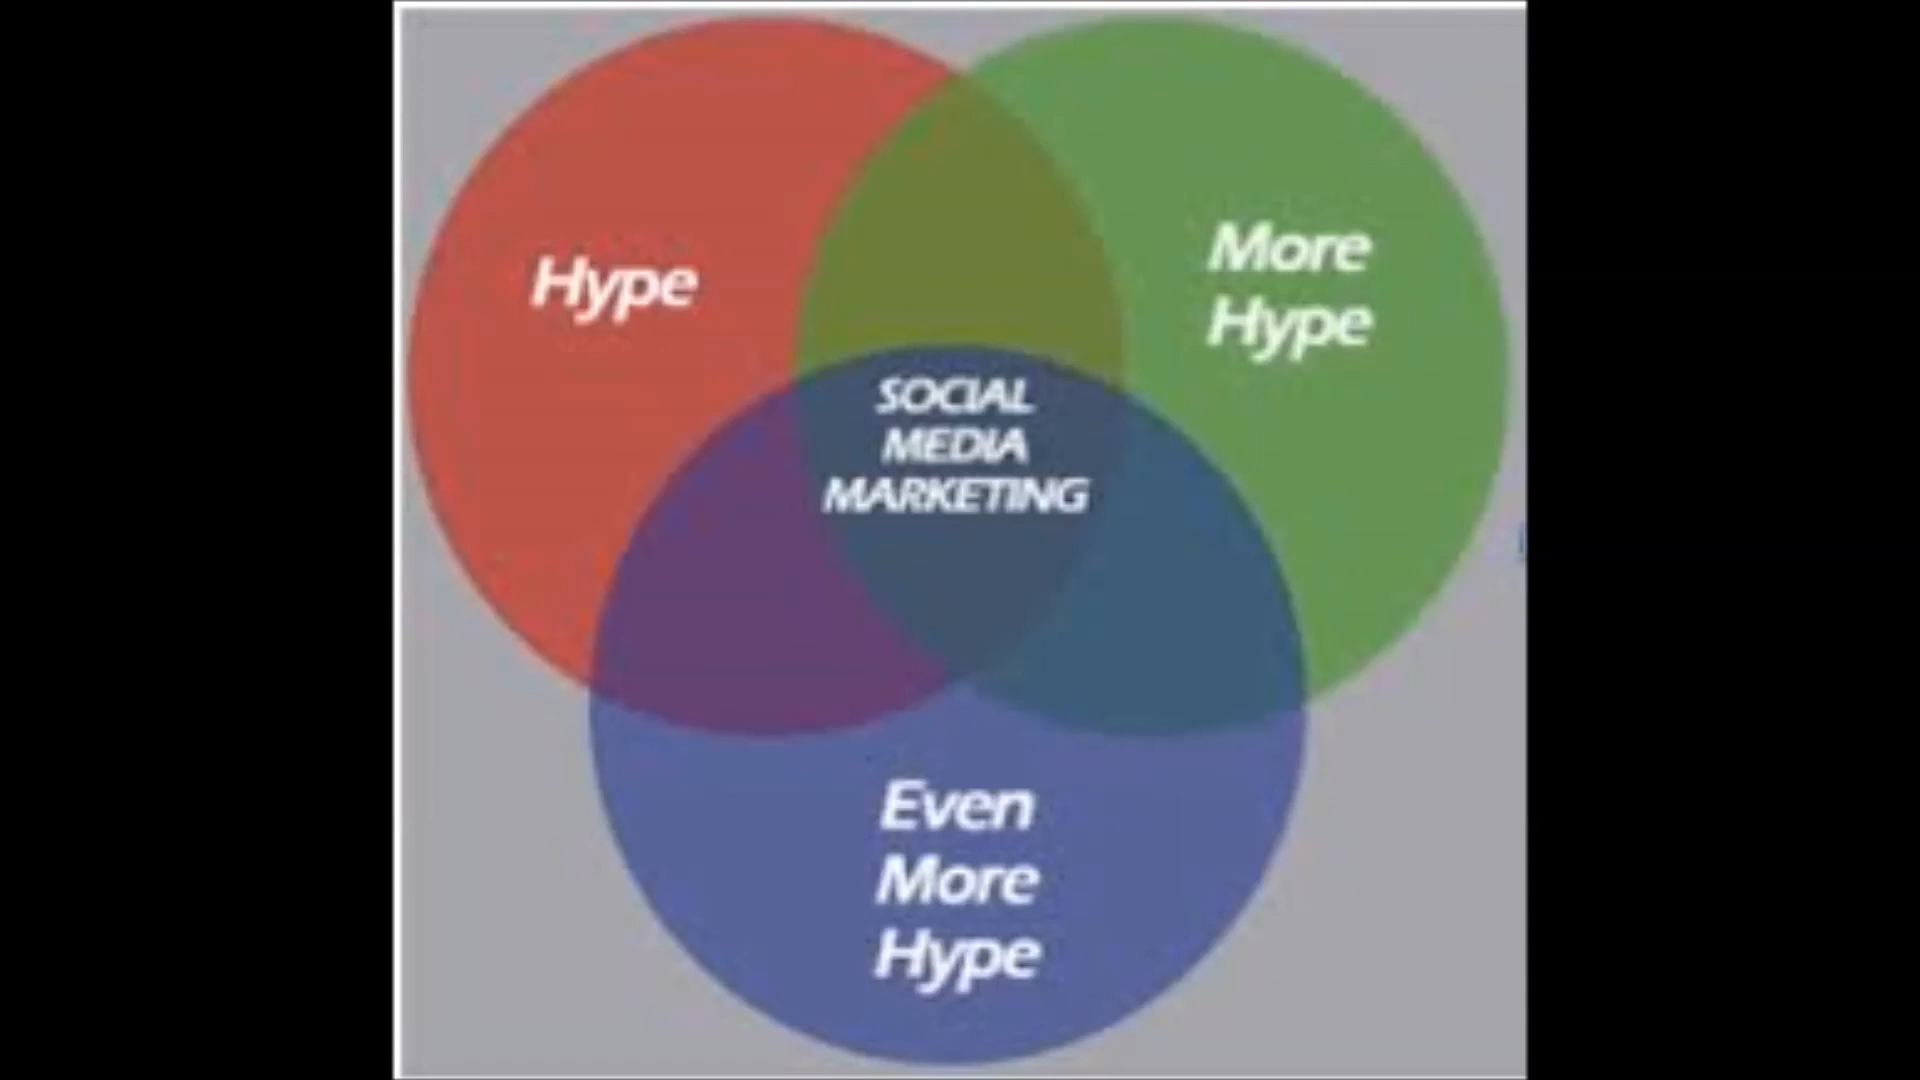 Hype
More
Hype
SOCIAL
MEDIA
MARKETING
Even
More
Hype